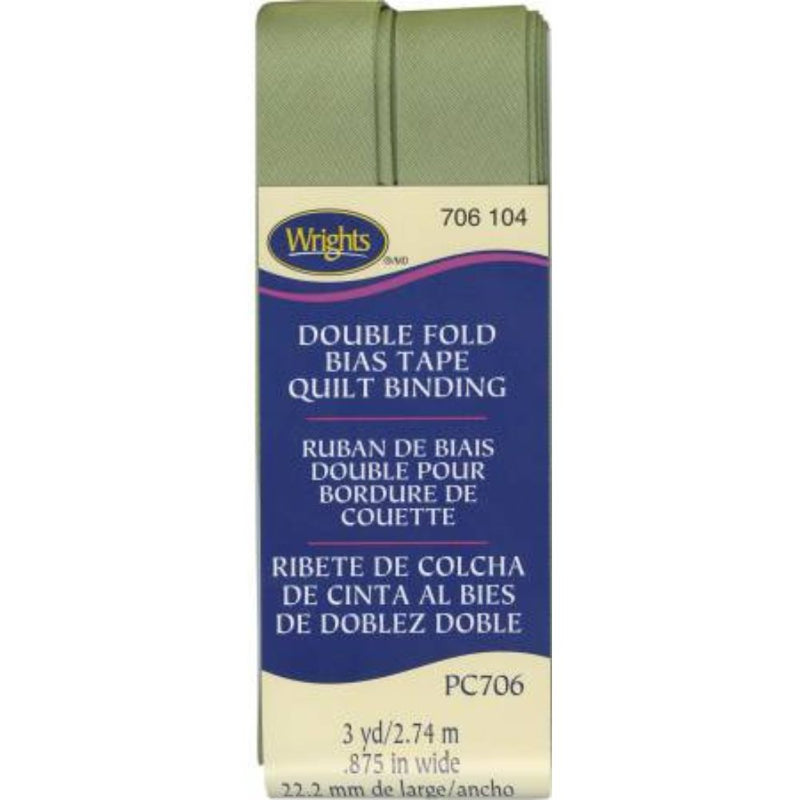 706 104
Wrights
®/MD
DOUBLE FOLD
BIAS TAPE
QUILT BINDING
RUBAN DE BIAIS
DOUBLE POUR
BORDURE DE
COUETTE
RIBETE DE COLCHA
DE CINTA AL BIES
DE DOBLEZ DOBLE
PC706
3 yd/2.74 m
.875 in wide
22.2 mm de large/ancho